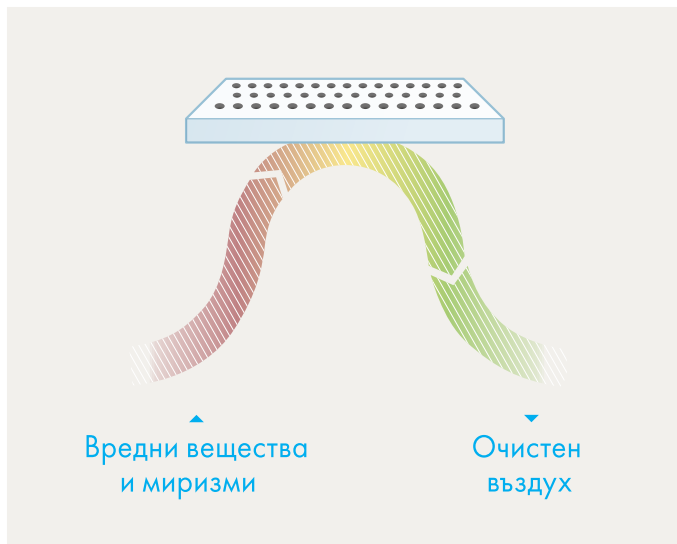 Вредни вещества
и миризми
Очистен
въздух